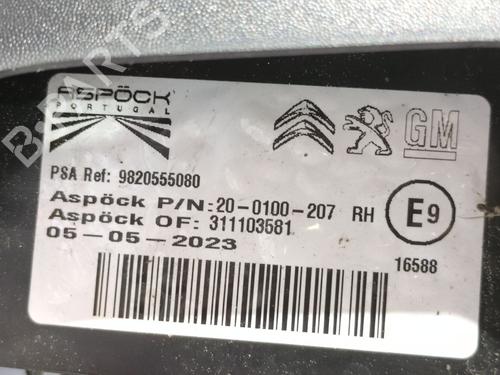 ASPÖCK
PORTUGAL
GM
PSA Ref: 9820555080
Aspöck P/N:20-0100-207 RH
E9
Aspöck OF: 311103581
05-05-2023
16588